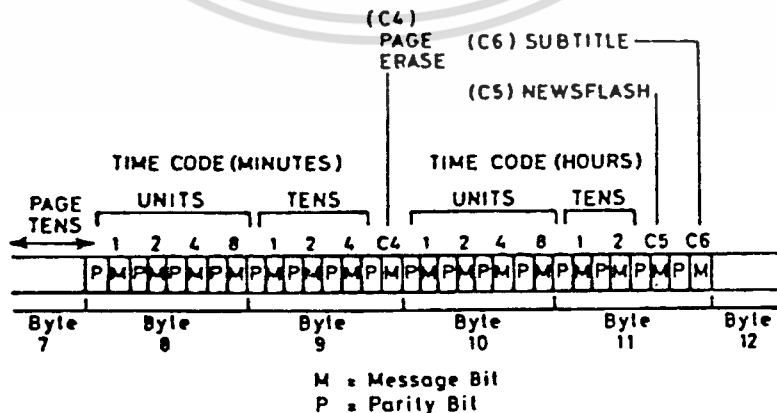 (C4)
PAGE (C6) SUBTITLE
ERASE
(C5) NEWSFLASH
TIME CODE (MINUTES) TIME CODE (HOURS)
PAGE TENS UNITS TENS UNITS TENS
1 2 4 8 1 2 4 C4 1 2 4 8 1 2 C5 C6
P M P M P M P M P M P M P M P M P M P M P M P M P M P M P M P M
Byte 7 Byte 8 Byte 9 Byte 10 Byte 11 Byte 12
M = Message Bit
P = Parity Bit